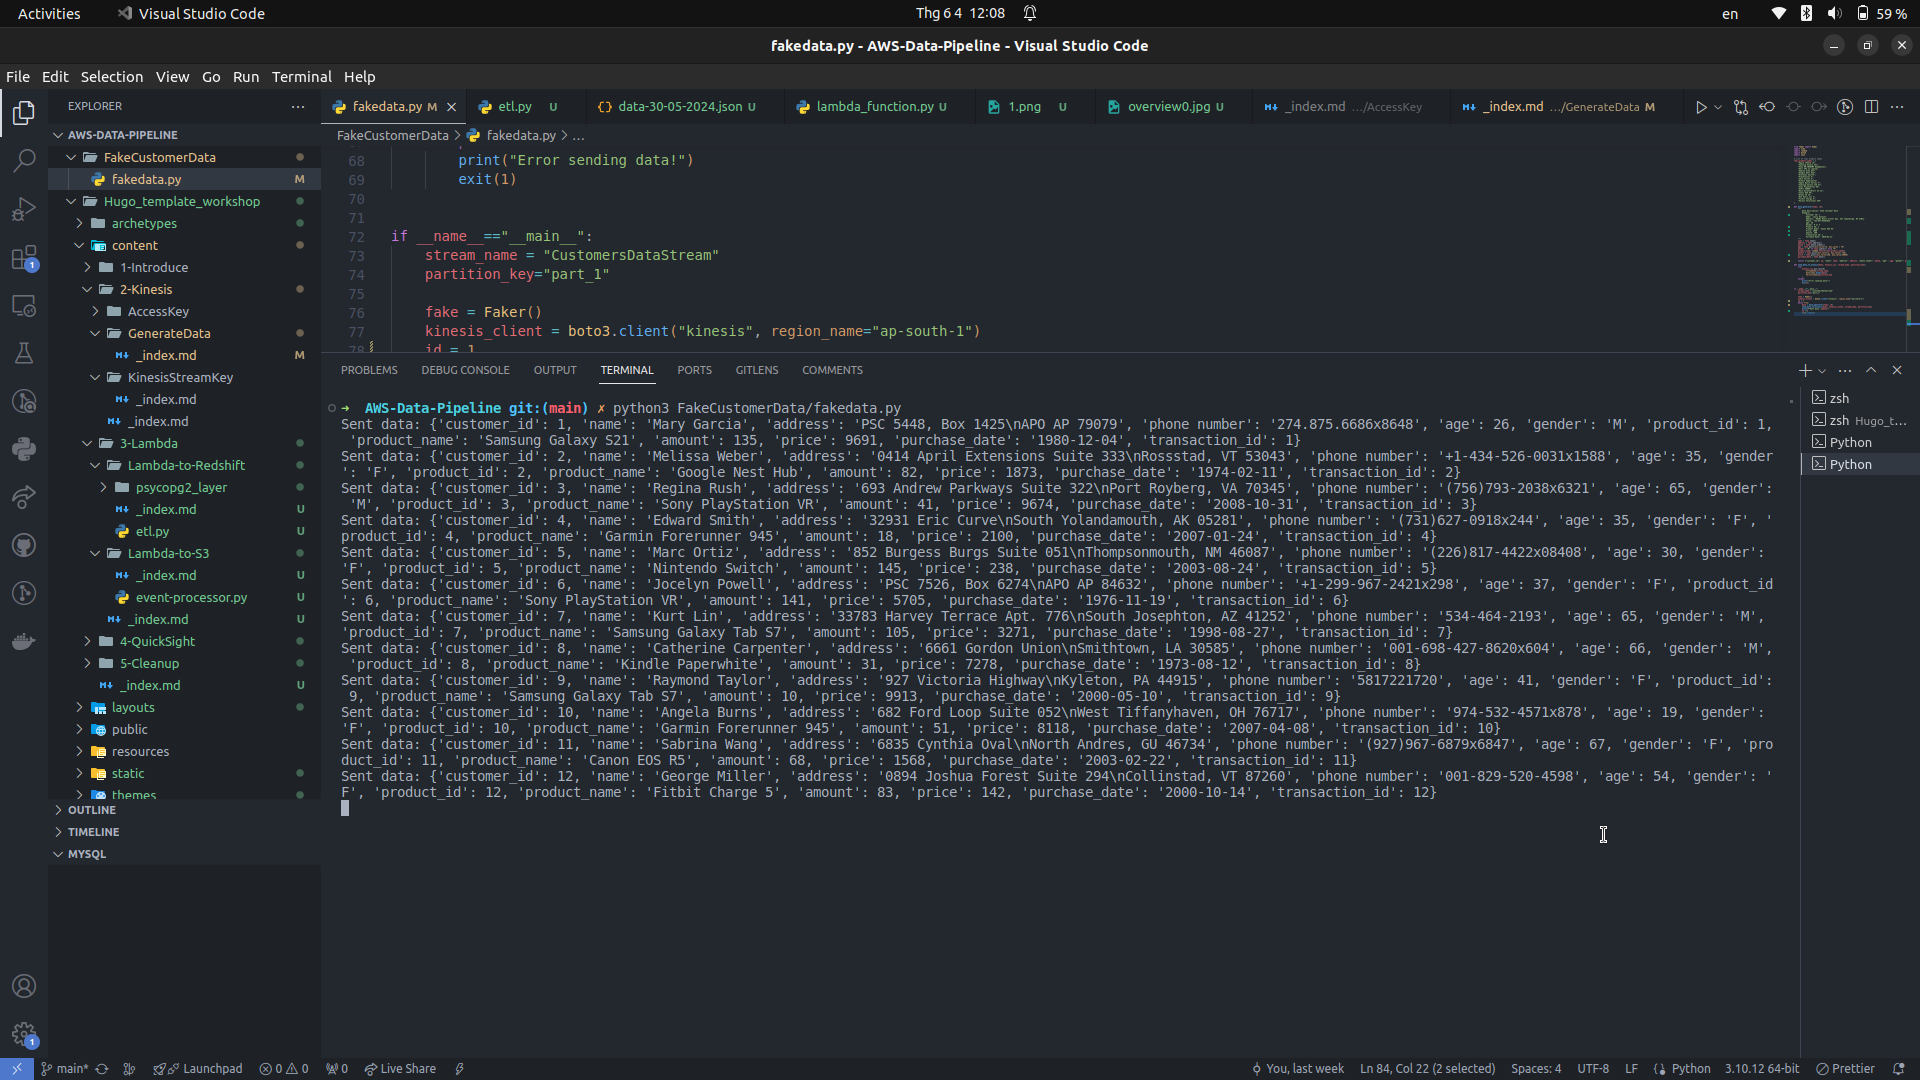 Activities
Visual Studio Code
Thg 6 4 12:08
en
59 %
fakedata.py - AWS-Data-Pipeline - Visual Studio Code
File Edit Selection View Go Run Terminal Help
EXPLORER
AWS-DATA-PIPELINE
FakeCustomerData
fakedata.py M
Hugo_template_workshop
archetypes
content
1-Introduce
2-Kinesis
AccessKey
GenerateData
_index.md M
KinesisStreamKey
_index.md
_index.md
3-Lambda
Lambda-to-Redshift
psycopg2_layer
_index.md U
etl.py U
Lambda-to-S3
_index.md U
event-processor.py U
_index.md U
4-QuickSight
5-Cleanup
_index.md U
layouts
public
resources
static
themes
OUTLINE
TIMELINE
MYSQL
1
1
fakedata.py M
etl.py U
data-30-05-2024.json U
lambda_function.py U
1.png U
overview0.jpg U
_index.md .../AccessKey
_index.md .../GenerateData M
FakeCustomerData > fakedata.py > ...
68 print("Error sending data!")
69 exit(1)
70
71
72 if __name__=="__main__":
73 stream_name = "CustomersDataStream"
74 partition_key="part_1"
75
76 fake = Faker()
77 kinesis_client = boto3.client("kinesis", region_name="ap-south-1")
78 id = 1
PROBLEMS DEBUG CONSOLE OUTPUT TERMINAL PORTS GITLENS COMMENTS
➜ AWS-Data-Pipeline git:(main) ✗ python3 FakeCustomerData/fakedata.py
Sent data: {'customer_id': 1, 'name': 'Mary Garcia', 'address': 'PSC 5448, Box 1425\nAPO AP 79079', 'phone number': '274.875.6686x8648', 'age': 26, 'gender': 'M', 'product_id': 1,
'product_name': 'Samsung Galaxy S21', 'amount': 135, 'price': 9691, 'purchase_date': '1980-12-04', 'transaction_id': 1}
Sent data: {'customer_id': 2, 'name': 'Melissa Weber', 'address': '0414 April Extensions Suite 333\nRossstad, VT 53043', 'phone number': '+1-434-526-0031x1588', 'age': 35, 'gender
': 'F', 'product_id': 2, 'product_name': 'Google Nest Hub', 'amount': 82, 'price': 1873, 'purchase_date': '1974-02-11', 'transaction_id': 2}
Sent data: {'customer_id': 3, 'name': 'Regina Rush', 'address': '693 Andrew Parkways Suite 322\nPort Royberg, VA 70345', 'phone number': '(756)793-2038x6321', 'age': 65, 'gender':
'M', 'product_id': 3, 'product_name': 'Sony PlayStation VR', 'amount': 41, 'price': 9674, 'purchase_date': '2008-10-31', 'transaction_id': 3}
Sent data: {'customer_id': 4, 'name': 'Edward Smith', 'address': '32931 Eric Curve\nSouth Yolandamouth, AK 05281', 'phone number': '(731)627-0918x244', 'age': 35, 'gender': 'F', '
product_id': 4, 'product_name': 'Garmin Forerunner 945', 'amount': 18, 'price': 2100, 'purchase_date': '2007-01-24', 'transaction_id': 4}
Sent data: {'customer_id': 5, 'name': 'Marc Ortiz', 'address': '852 Burgess Burgs Suite 051\nThompsonmouth, NM 46087', 'phone number': '(226)817-4422x08408', 'age': 30, 'gender':
'F', 'product_id': 5, 'product_name': 'Nintendo Switch', 'amount': 145, 'price': 238, 'purchase_date': '2003-08-24', 'transaction_id': 5}
Sent data: {'customer_id': 6, 'name': 'Jocelyn Powell', 'address': 'PSC 7526, Box 6274\nAPO AP 84632', 'phone number': '+1-299-967-2421x298', 'age': 37, 'gender': 'F', 'product_id
': 6, 'product_name': 'Sony PlayStation VR', 'amount': 141, 'price': 5705, 'purchase_date': '1976-11-19', 'transaction_id': 6}
Sent data: {'customer_id': 7, 'name': 'Kurt Lin', 'address': '33783 Harvey Terrace Apt. 776\nSouth Josephton, AZ 41252', 'phone number': '534-464-2193', 'age': 65, 'gender': 'M',
'product_id': 7, 'product_name': 'Samsung Galaxy Tab S7', 'amount': 105, 'price': 3271, 'purchase_date': '1998-08-27', 'transaction_id': 7}
Sent data: {'customer_id': 8, 'name': 'Catherine Carpenter', 'address': '6661 Gordon Union\nSmithtown, LA 30585', 'phone number': '001-698-427-8620x604', 'age': 66, 'gender': 'M',
'product_id': 8, 'product_name': 'Kindle Paperwhite', 'amount': 31, 'price': 7278, 'purchase_date': '1973-08-12', 'transaction_id': 8}
Sent data: {'customer_id': 9, 'name': 'Raymond Taylor', 'address': '927 Victoria Highway\nKyleton, PA 44915', 'phone number': '5817221720', 'age': 41, 'gender': 'F', 'product_id':
9, 'product_name': 'Samsung Galaxy Tab S7', 'amount': 10, 'price': 9913, 'purchase_date': '2000-05-10', 'transaction_id': 9}
Sent data: {'customer_id': 10, 'name': 'Angela Burns', 'address': '682 Ford Loop Suite 052\nWest Tiffanyhaven, OH 76717', 'phone number': '974-532-4571x878', 'age': 19, 'gender':
'F', 'product_id': 10, 'product_name': 'Garmin Forerunner 945', 'amount': 51, 'price': 8118, 'purchase_date': '2007-04-08', 'transaction_id': 10}
Sent data: {'customer_id': 11, 'name': 'Sabrina Wang', 'address': '6835 Cynthia Oval\nNorth Andres, GU 46734', 'phone number': '(927)967-6879x6847', 'age': 67, 'gender': 'F', 'pro
duct_id': 11, 'product_name': 'Canon EOS R5', 'amount': 68, 'price': 1568, 'purchase_date': '2003-02-22', 'transaction_id': 11}
Sent data: {'customer_id': 12, 'name': 'George Miller', 'address': '0894 Joshua Forest Suite 294\nCollinstad, VT 87260', 'phone number': '001-829-520-4598', 'age': 54, 'gender': '
F', 'product_id': 12, 'product_name': 'Fitbit Charge 5', 'amount': 83, 'price': 142, 'purchase_date': '2000-10-14', 'transaction_id': 12}
zsh
zsh Hugo_t...
Python
Python
main* Launchpad 0 0 0 Live Share
You, last week Ln 84, Col 22 (2 selected) Spaces: 4 UTF-8 LF Python 3.10.12 64-bit Prettier